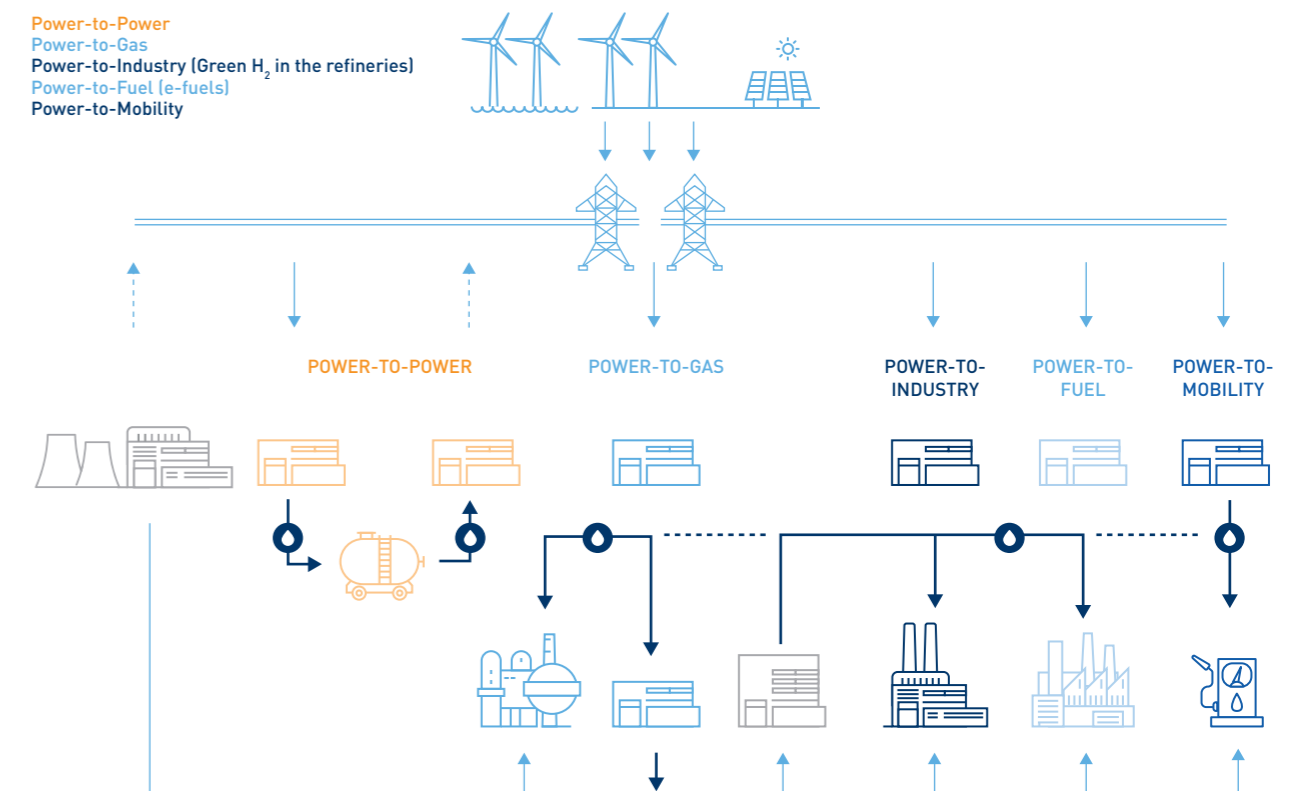 Power-to-Power
Power-to-Gas
Power-to-Industry (Green H₂ in the refineries)
Power-to-Fuel (e-fuels)
Power-to-Mobility
POWER-TO-POWER
POWER-TO-GAS
POWER-TO-
INDUSTRY
POWER-TO-
FUEL
POWER-TO-
MOBILITY